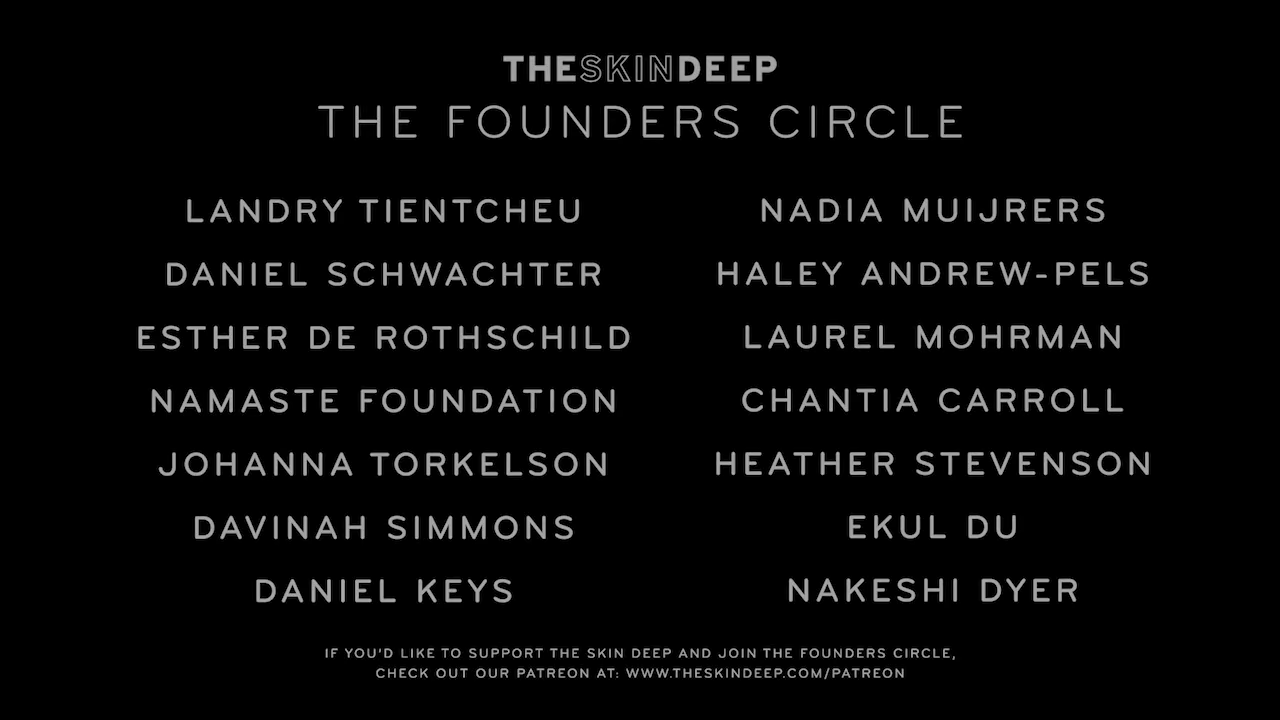 THESKINDEEP
THE FOUNDERS CIRCLE
LANDRY TIENTCHEU
DANIEL SCHWACHTER
ESTHER DE ROTHSCHILD
NAMASTE FOUNDATION
JOHANNA TORKELSON
DAVINAH SIMMONS
DANIEL KEYS
NADIA MUIJRERS
HALEY ANDREW-PELS
LAUREL MOHRMAN
CHANTIA CARROLL
HEATHER STEVENSON
EKUL DU
NAKESHI DYER
IF YOU'D LIKE TO SUPPORT THE SKIN DEEP AND JOIN THE FOUNDERS CIRCLE,
CHECK OUT OUR PATREON AT: WWW.THESKINDEEP.COM/PATREON